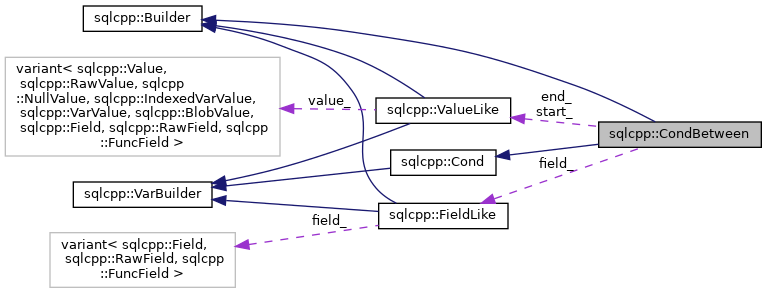 sqlcpp::Builder
variant< sqlcpp::Value,
sqlcpp::RawValue, sqlcpp
::NullValue, sqlcpp::IndexedVarValue,
sqlcpp::VarValue, sqlcpp::BlobValue,
sqlcpp::Field, sqlcpp::RawField, sqlcpp
::FuncField >
value_
sqlcpp::ValueLike
end_
start_
sqlcpp::CondBetween
sqlcpp::Cond
field_
sqlcpp::VarBuilder
sqlcpp::FieldLike
field_
variant< sqlcpp::Field,
sqlcpp::RawField, sqlcpp
::FuncField >